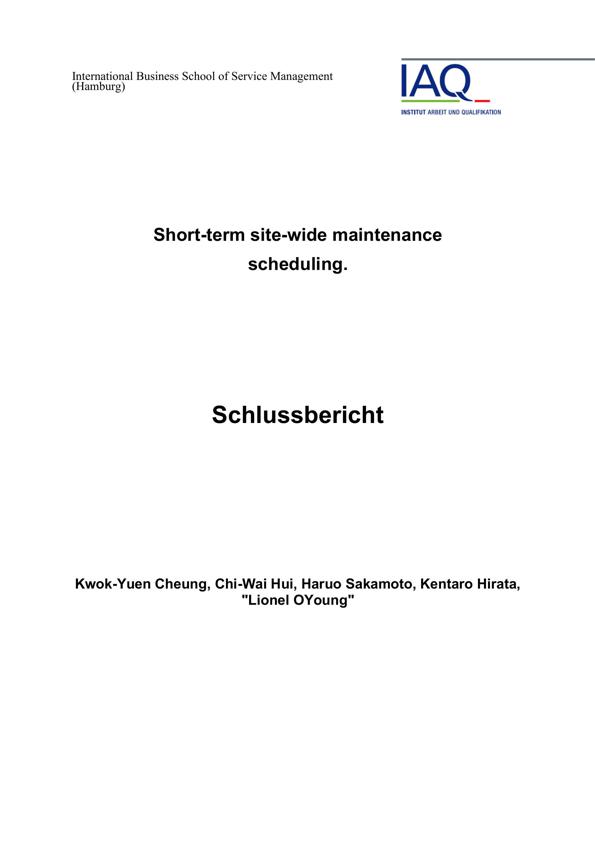 International Business School of Service Management
(Hamburg)
IAQ
INSTITUT ARBEIT UND QUALIFIKATION
Short-term site-wide maintenance
scheduling.
Schlussbericht
Kwok-Yuen Cheung, Chi-Wai Hui, Haruo Sakamoto, Kentaro Hirata,
"Lionel OYoung"